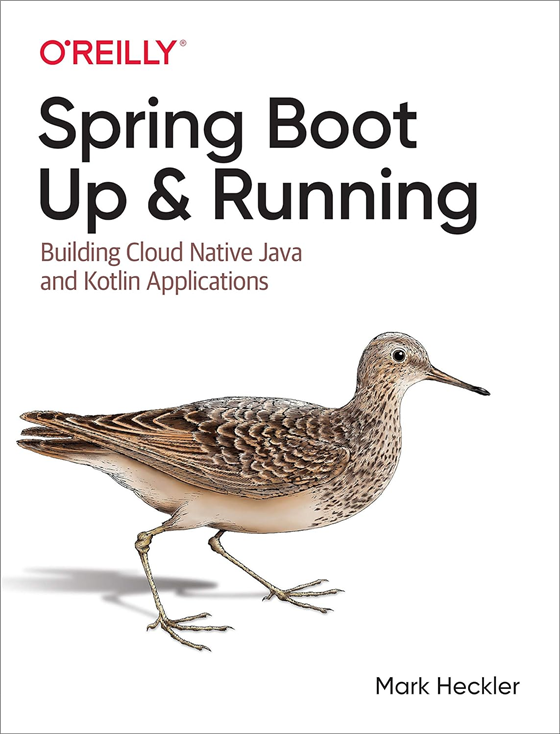 O'REILLY®
Spring Boot
Up & Running
Building Cloud Native Java
and Kotlin Applications
Mark Heckler